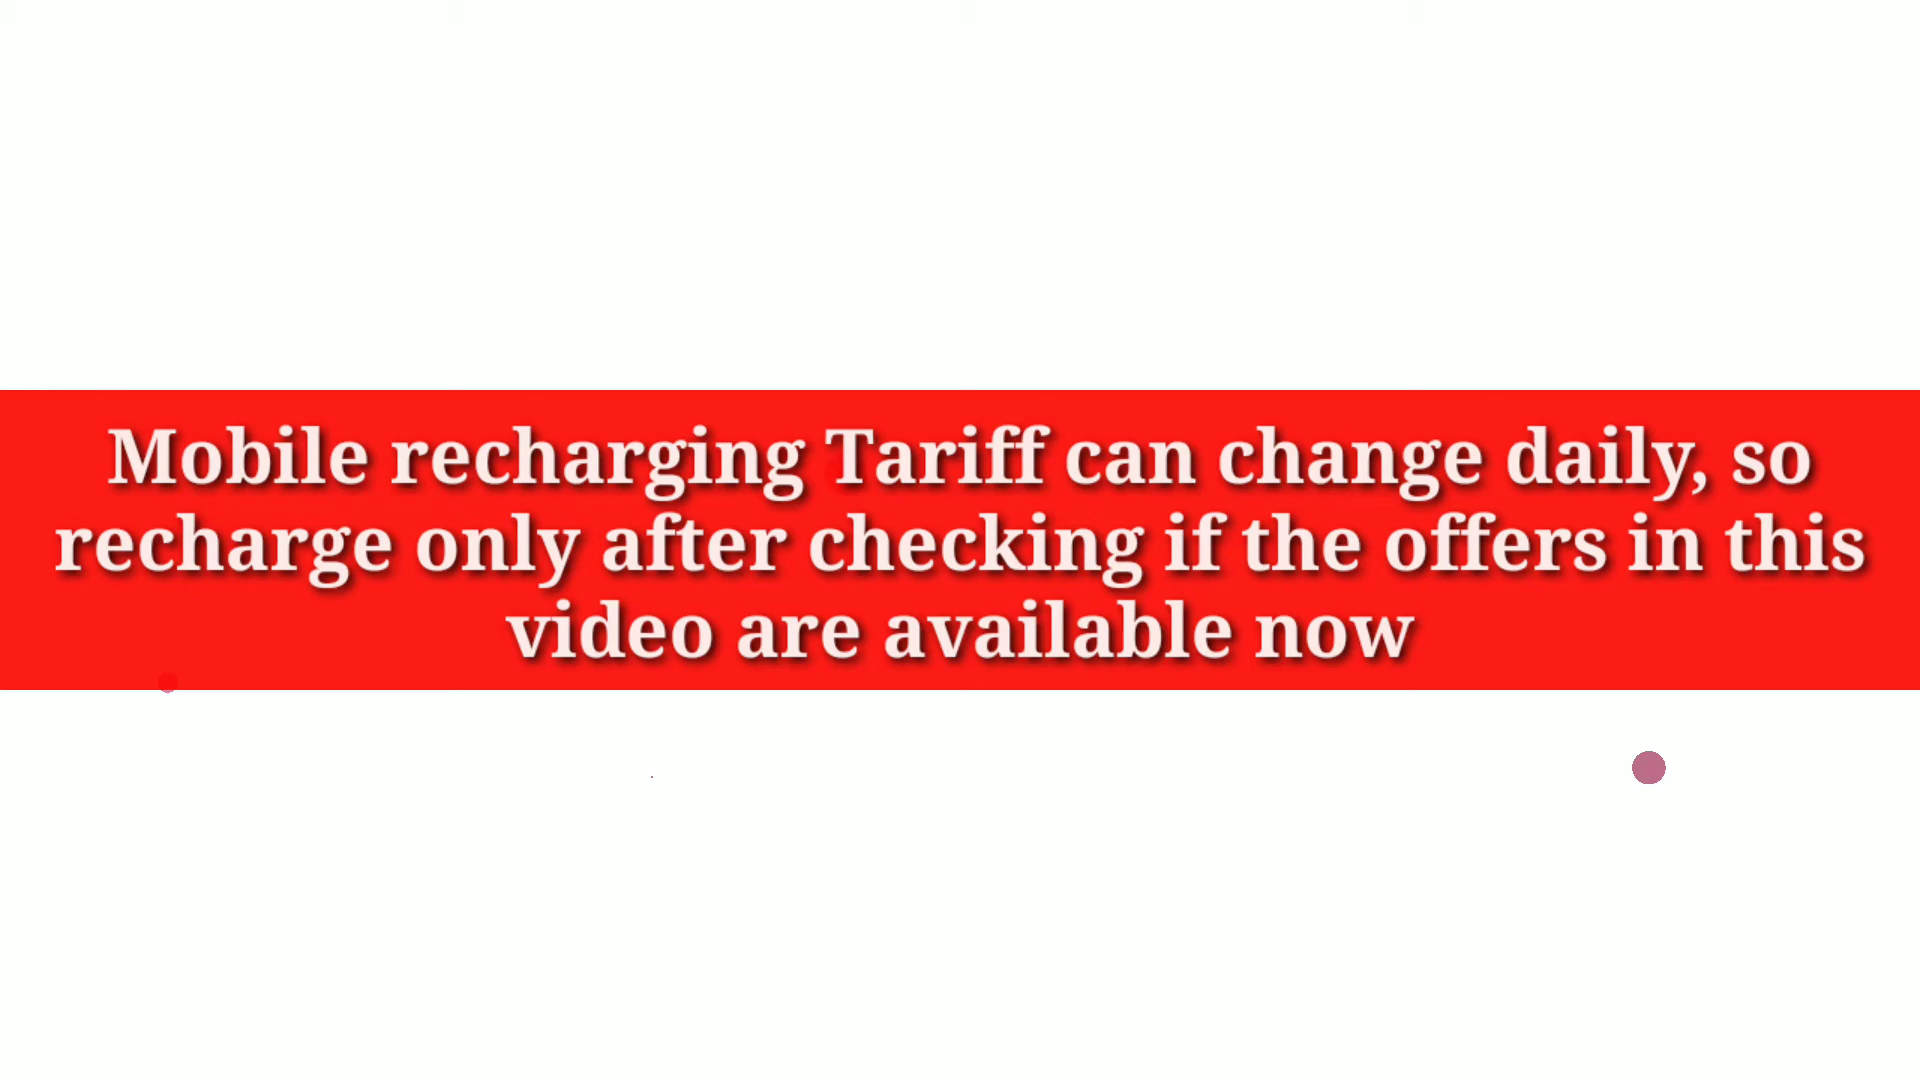 Mobile recharging Tariff can change daily, so
recharge only after checking if the offers in this
video are available now